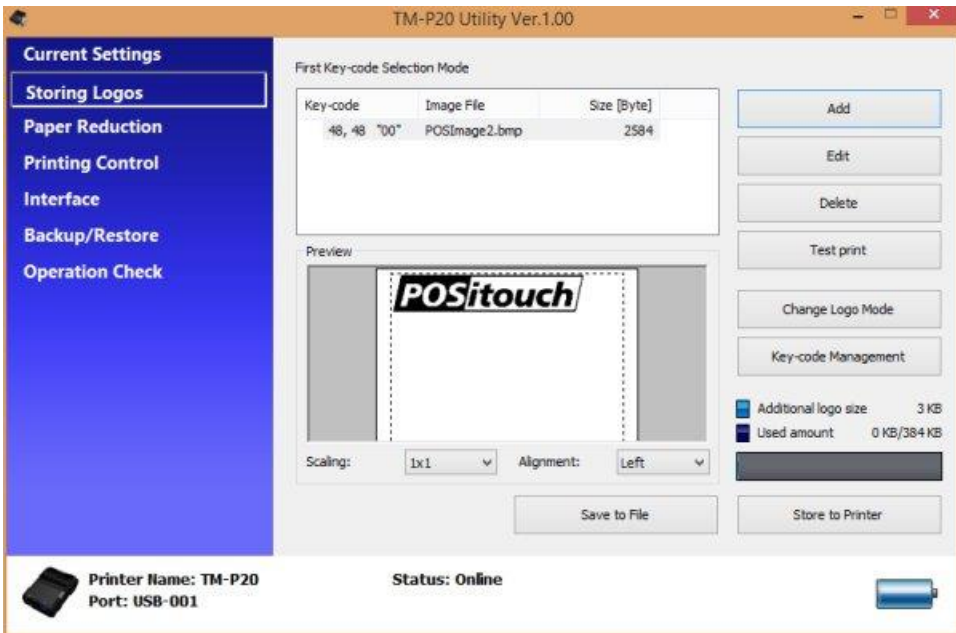 TM-P20 Utility Ver.1.00
Current Settings
Storing Logos
Paper Reduction
Printing Control
Interface
Backup/Restore
Operation Check
First Key-code Selection Mode
Key-code Image File Size [Byte]
48, 48 "00" POSImage2.bmp 2584
Preview
POSitouch
Scaling: 1x1 Alignment: Left
Save to File
Add
Edit
Delete
Test print
Change Logo Mode
Key-code Management
Additional logo size 3 KB
Used amount 0 KB/384 KB
Store to Printer
Printer Name: TM-P20
Port: USB-001
Status: Online